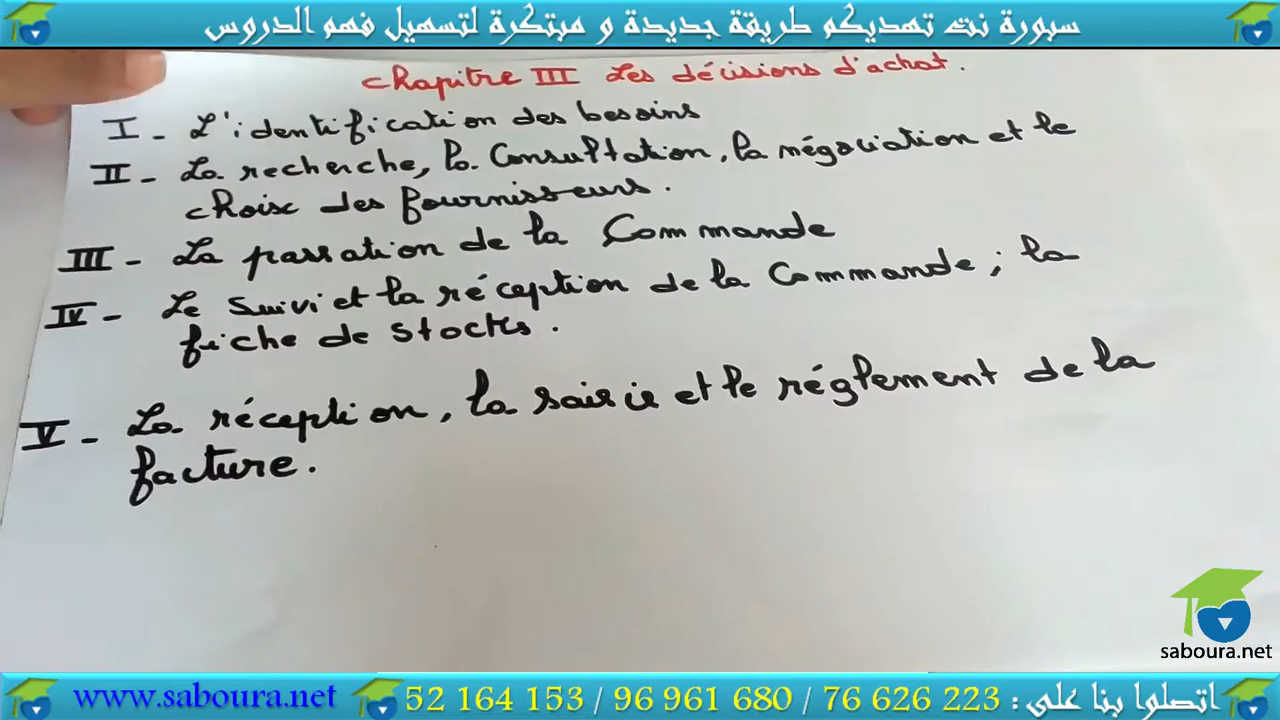 سبورة نت تهديكم طريقة جديدة و مبتكرة لتسهيل فهم الدروس
Chapitre III Les décisions d'achat.
I - L'identification des besoins
II - La recherche, la Consultation, la négociation et le
choix des fournisseurs.
III - La passation de la Commande
IV - Le Suivi et la réception de la Commande ; la
fiche de stocks.
V - La réception, la saisie et le réglement de la
facture.
saboura.net
www.saboura.net
52 164 153 / 96 961 680 / 76 626 223 : اتصلوا بنا على